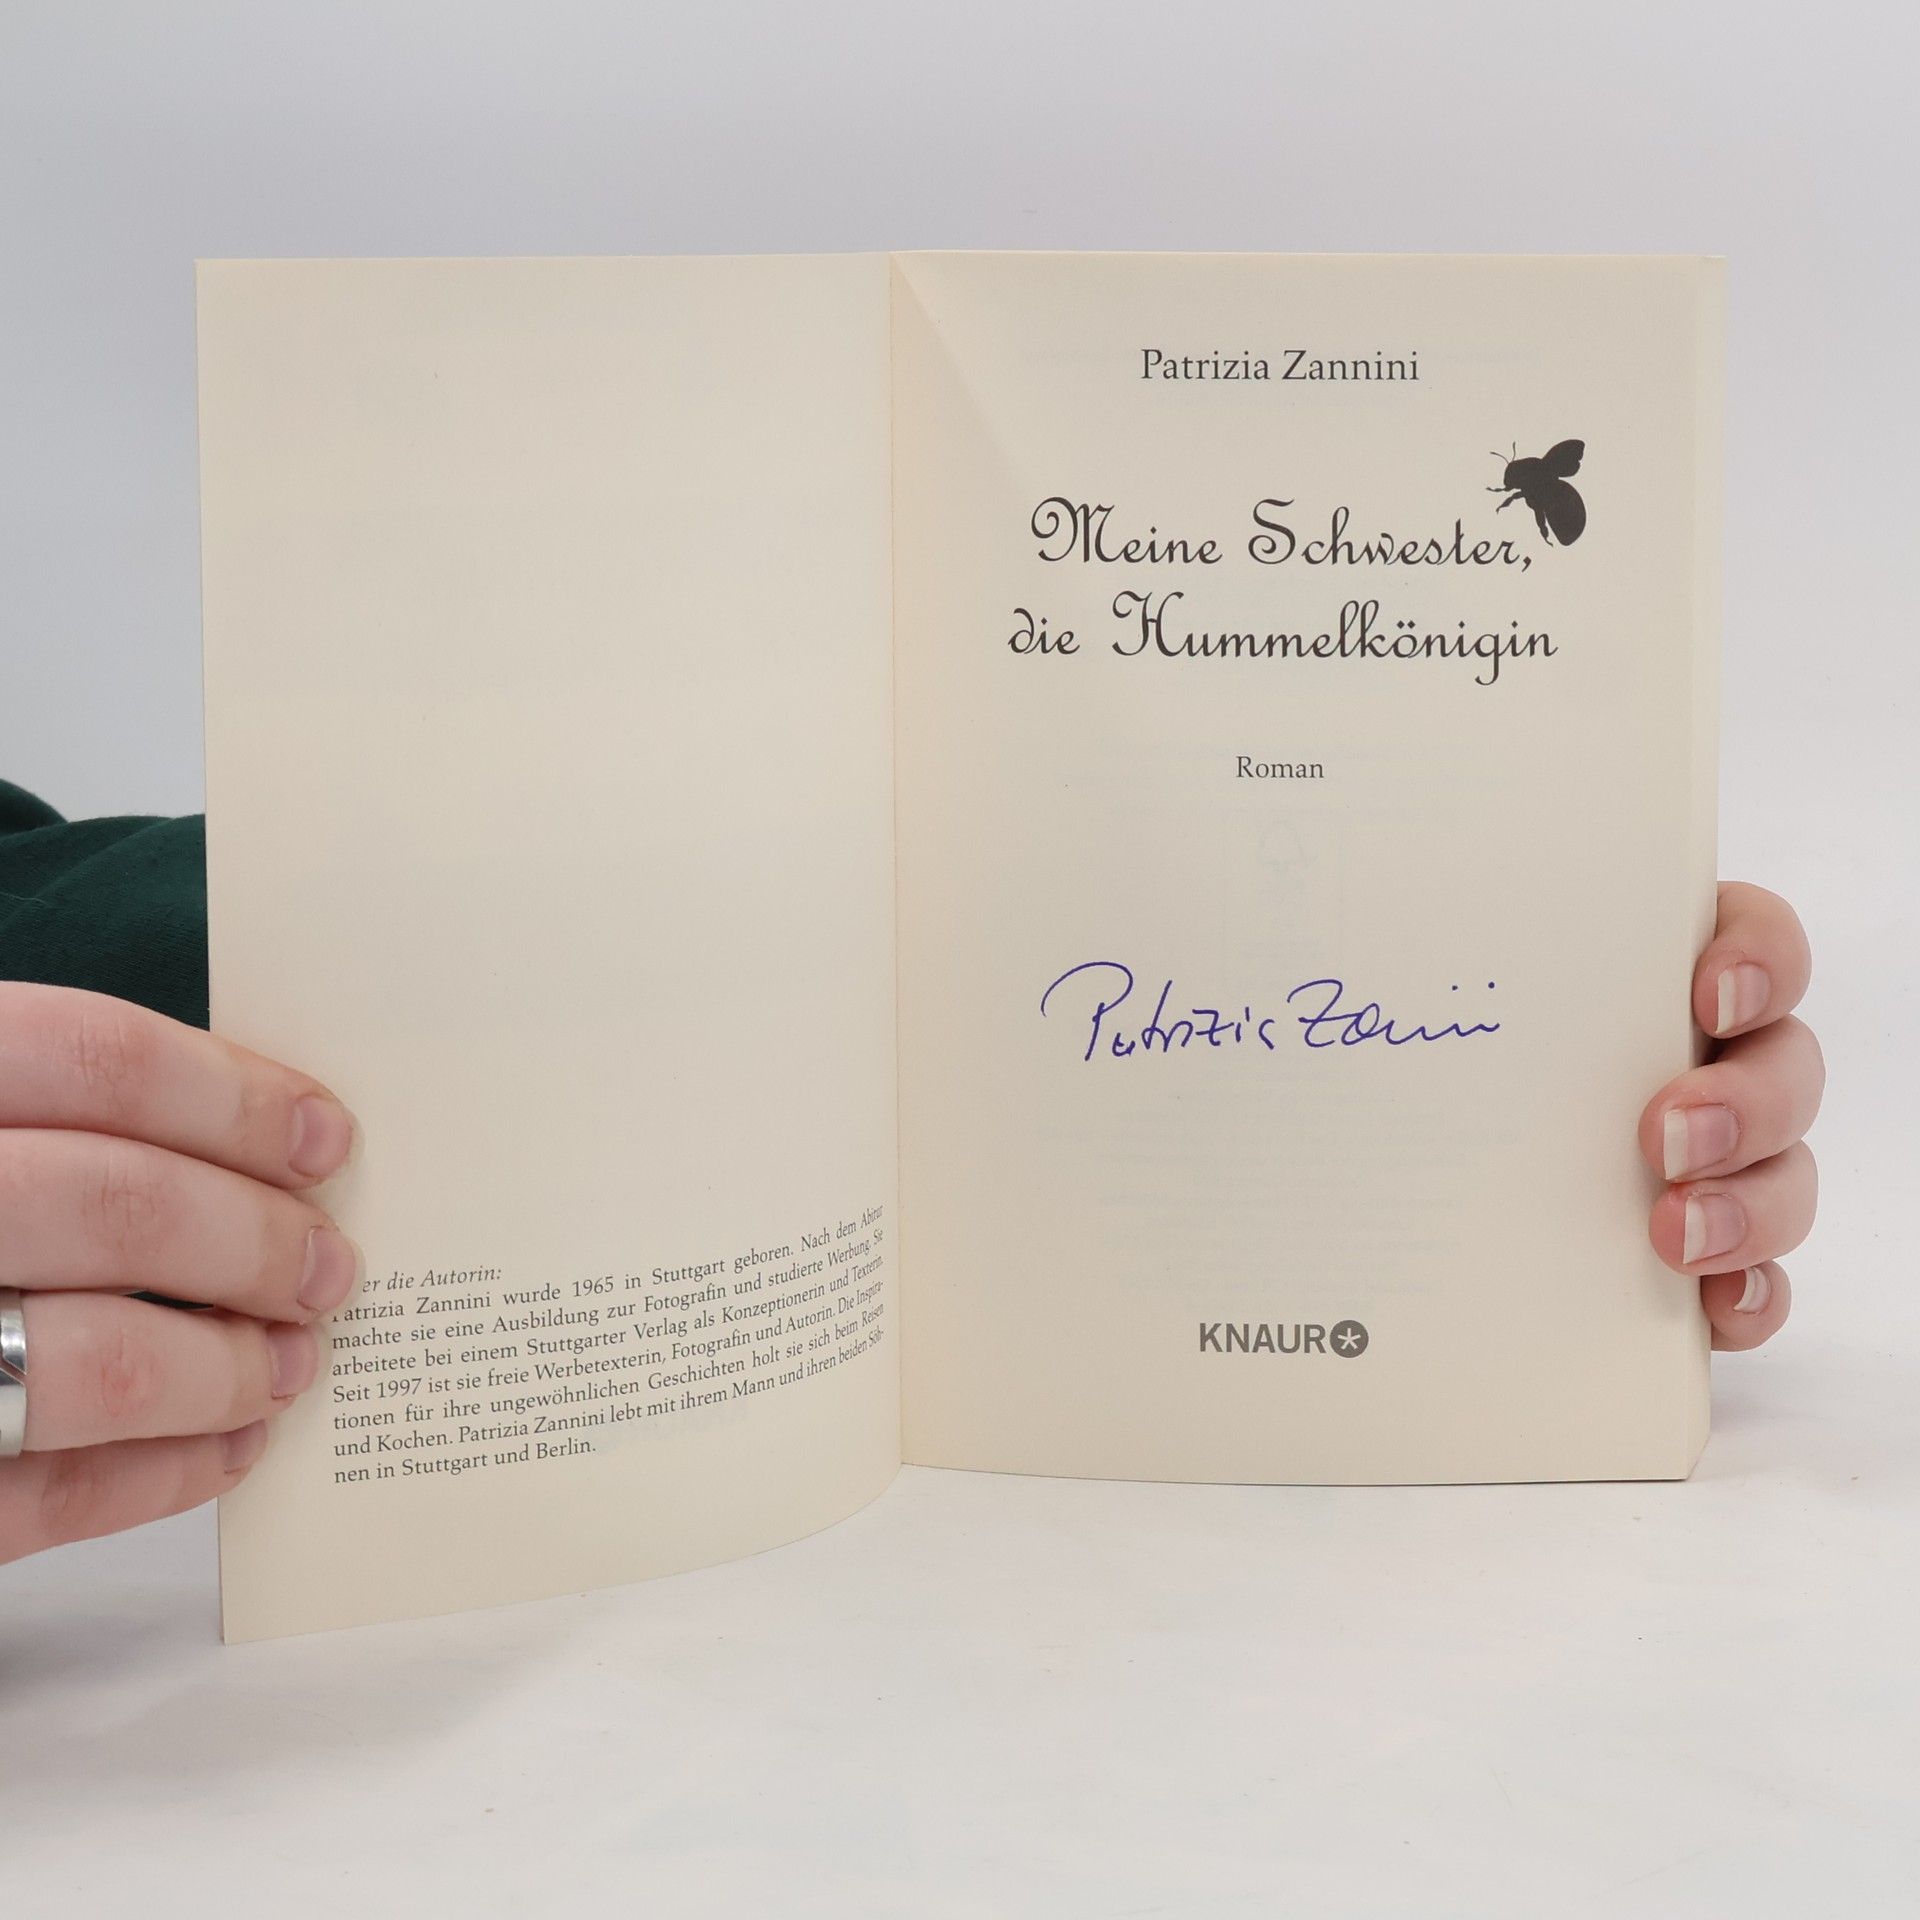 er die Autorin:
Patrizia Zannini wurde 1965 in Stuttgart geboren. Nach dem Abitur
machte sie eine Ausbildung zur Fotografin und studierte Werbung. Sie
arbeitete bei einem Stuttgarter Verlag als Konzeptionerin und Texterin.
Seit 1997 ist sie freie Werbetexterin, Fotografin und Autorin. Die Inspira-
tionen für ihre ungewöhnlichen Geschichten holt sie sich beim Reisen
und Kochen. Patrizia Zannini lebt mit ihrem Mann und ihren beiden Söh-
nen in Stuttgart und Berlin.
Patrizia Zannini
Meine Schwester,
die Hummelkönigin
Roman
Patrizia Zannini
KNAUR